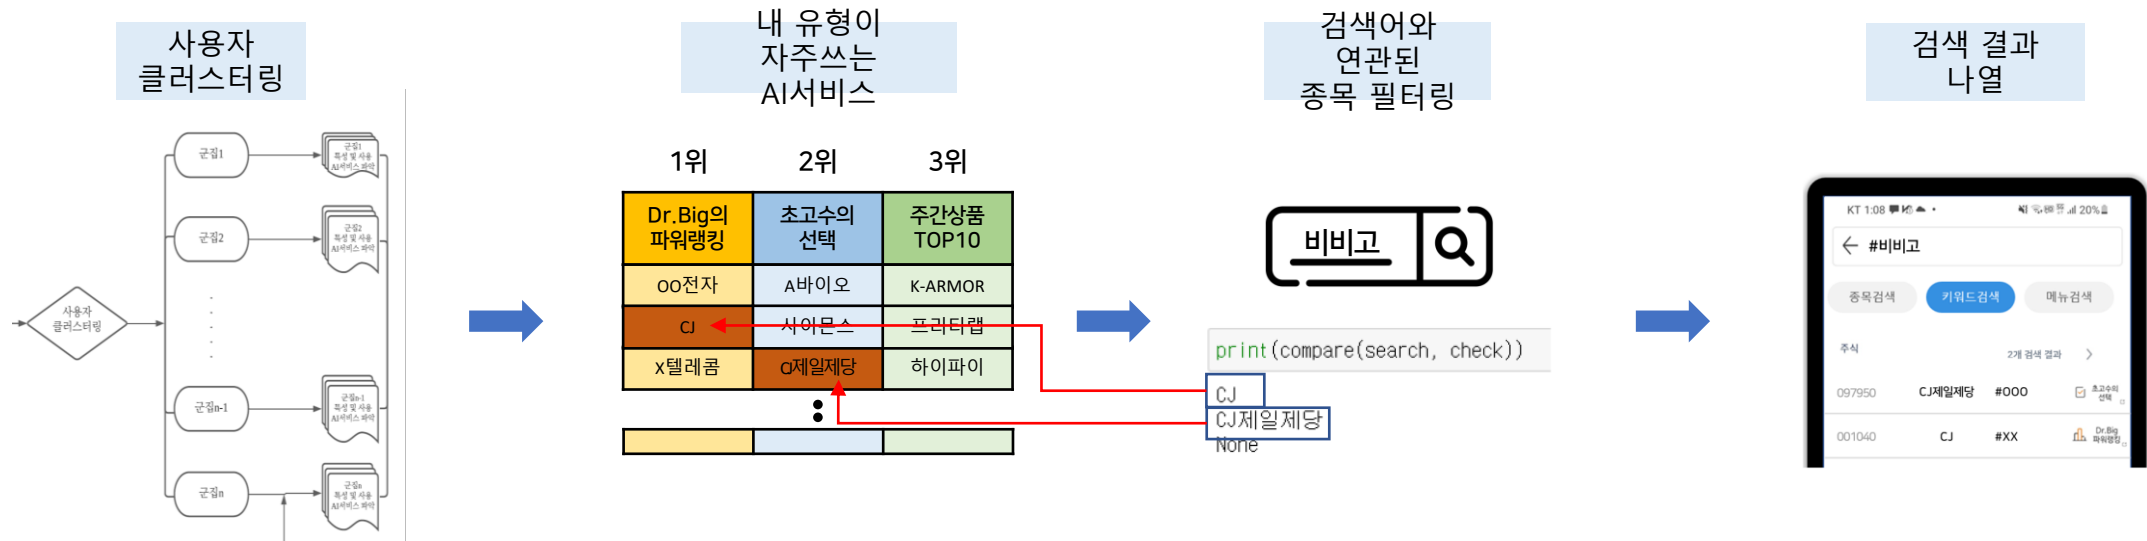 사용자
클러스터링
내 유형이
자주쓰는
AI서비스
검색어와
연관된
종목 필터링
검색 결과
나열
사용자
클러스터링
군집1
군집1
특성 및 사용
AI서비스 파악
군집2
군집2
특성 및 사용
AI서비스 파악
군집n-1
군집n-1
특성 및 사용
AI서비스 파악
군집n
군집n
특성 및 사용
AI서비스 파악
1위 2위 3위
Dr.Big의
파워랭킹
초고수의
선택
주간상품
TOP10
OO전자 A바이오 K-ARMOR
CJ 사이몬스 프리티랩
X텔레콤 CJ제일제당 하이파이
비비고
print(compare(search, check))
CJ
CJ제일제당
None
KT 1:08 20%
#비비고
종목검색 키워드검색 메뉴검색
주식 2개 검색 결과
097950 CJ제일제당 #OOO 초고수의
선택
001040 CJ #XX Dr.Big
파워랭킹